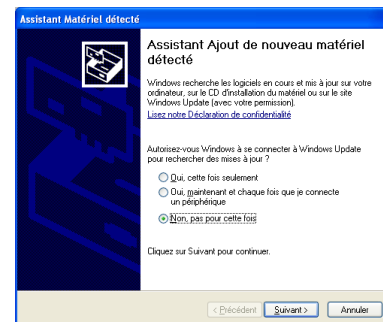 Assistant Matériel détecté
Assistant Ajout de nouveau matériel
détecté
Windows recherche les logiciels en cours et mis à jour sur votre
ordinateur, sur le CD d'installation du matériel ou sur le site
Windows Update (avec votre permission).
Lisez notre Déclaration de confidentialité
Autorisez-vous Windows à se connecter à Windows Update
pour rechercher des mises à jour ?
Oui, cette fois seulement
Oui, maintenant et chaque fois que je connecte
un périphérique
Non, pas pour cette fois
Cliquez sur Suivant pour continuer.
< Précédent Suivant > Annuler